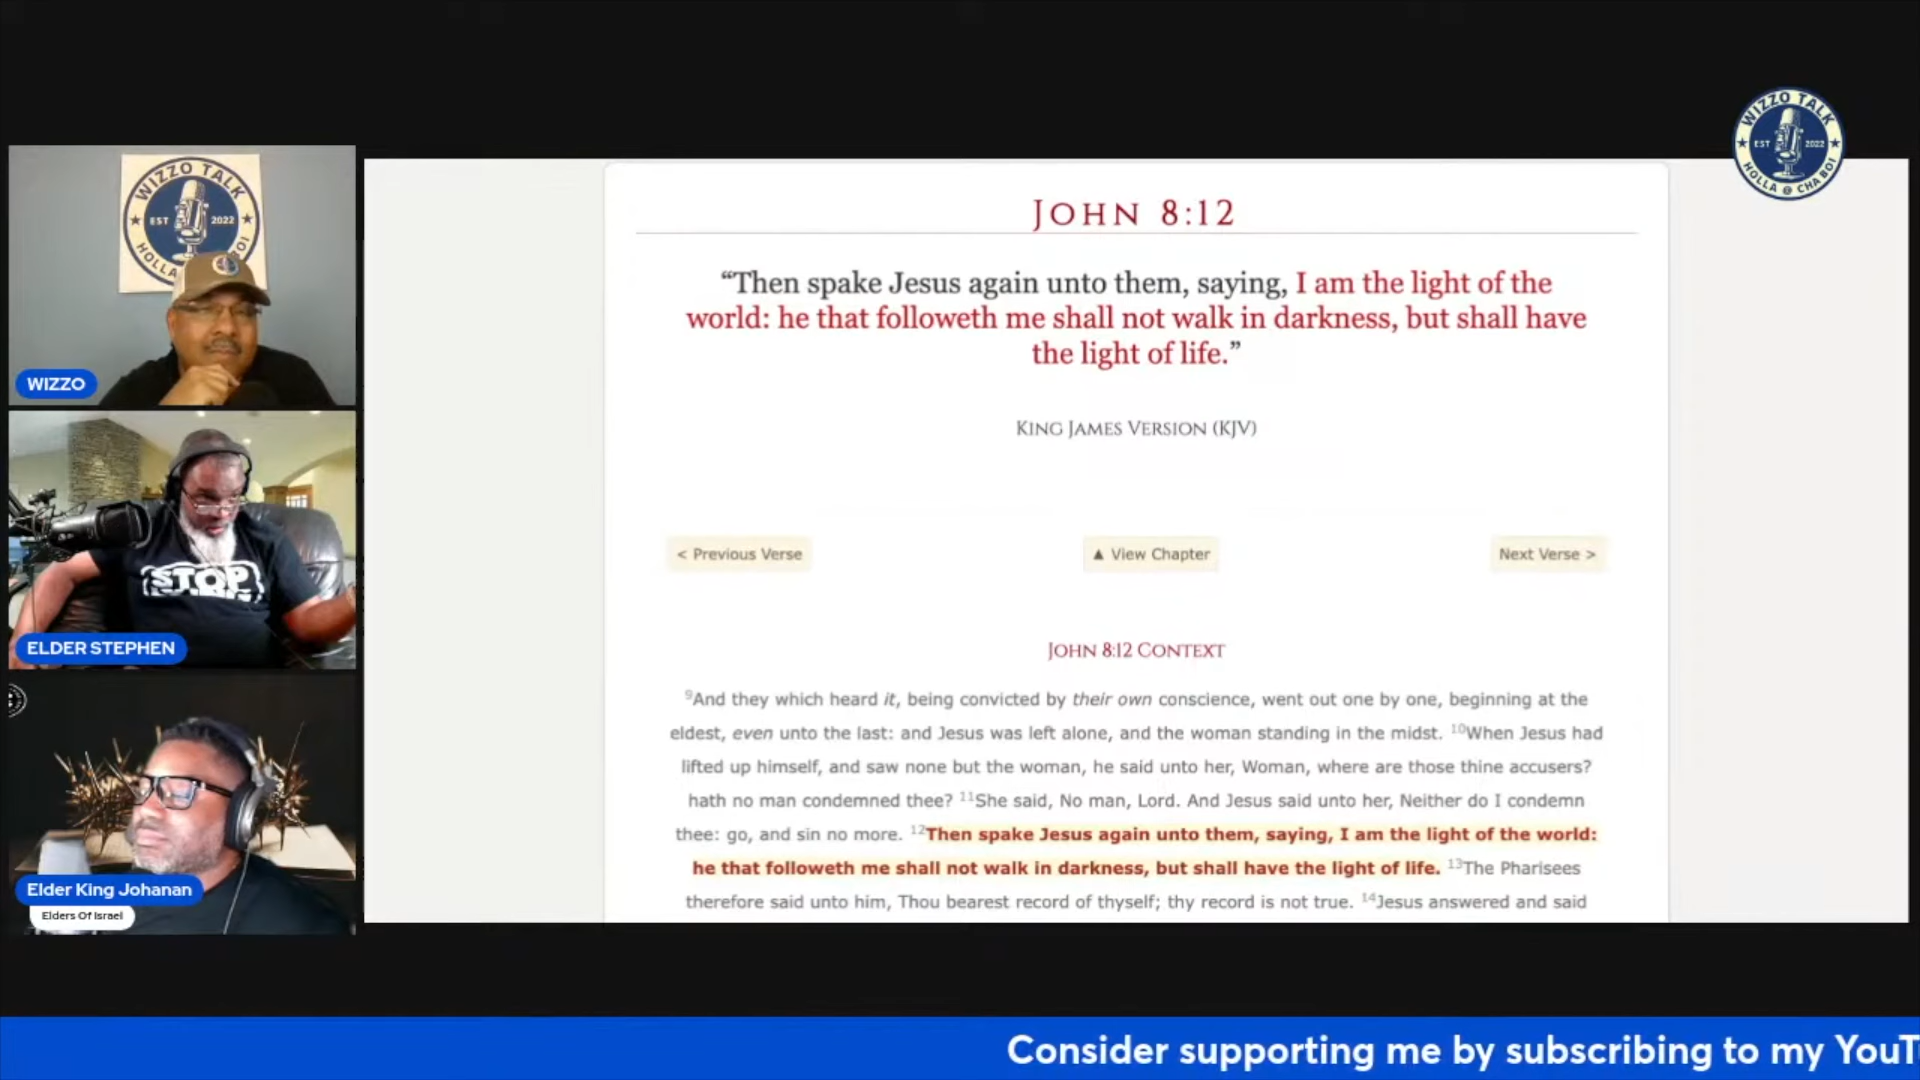 WIZZO TALK
EST 2022
HOLLA @ CHA BOI
WIZZO TALK
EST 2022
HOLLA BOI
WIZZO
STOP
ELDER STEPHEN
Elder King Johanan
Elders Of Israel
JOHN 8:12
“Then spake Jesus again unto them, saying, I am the light of the
world: he that followeth me shall not walk in darkness, but shall have
the light of life.”
KING JAMES VERSION (KJV)
< Previous Verse
▲ View Chapter
Next Verse >
JOHN 8:12 CONTEXT
9And they which heard it, being convicted by their own conscience, went out one by one, beginning at the
eldest, even unto the last: and Jesus was left alone, and the woman standing in the midst. 10When Jesus had
lifted up himself, and saw none but the woman, he said unto her, Woman, where are those thine accusers?
hath no man condemned thee? 11She said, No man, Lord. And Jesus said unto her, Neither do I condemn
thee: go, and sin no more. 12Then spake Jesus again unto them, saying, I am the light of the world:
he that followeth me shall not walk in darkness, but shall have the light of life. 13The Pharisees
therefore said unto him, Thou bearest record of thyself; thy record is not true. 14Jesus answered and said
Consider supporting me by subscribing to my YouT